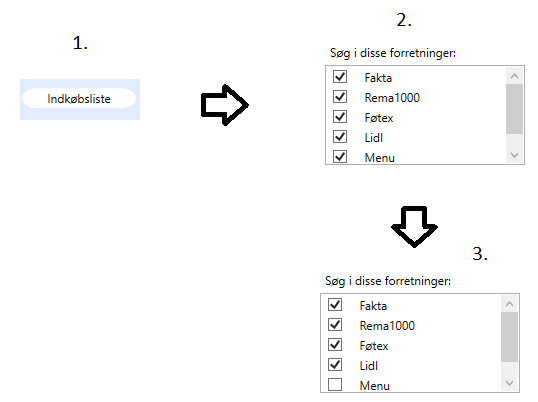 1.
Indkøbsliste
2.
Søg i disse forretninger:
Fakta
Rema1000
Føtex
Lidl
Menu
3.
Søg i disse forretninger:
Fakta
Rema1000
Føtex
Lidl
Menu